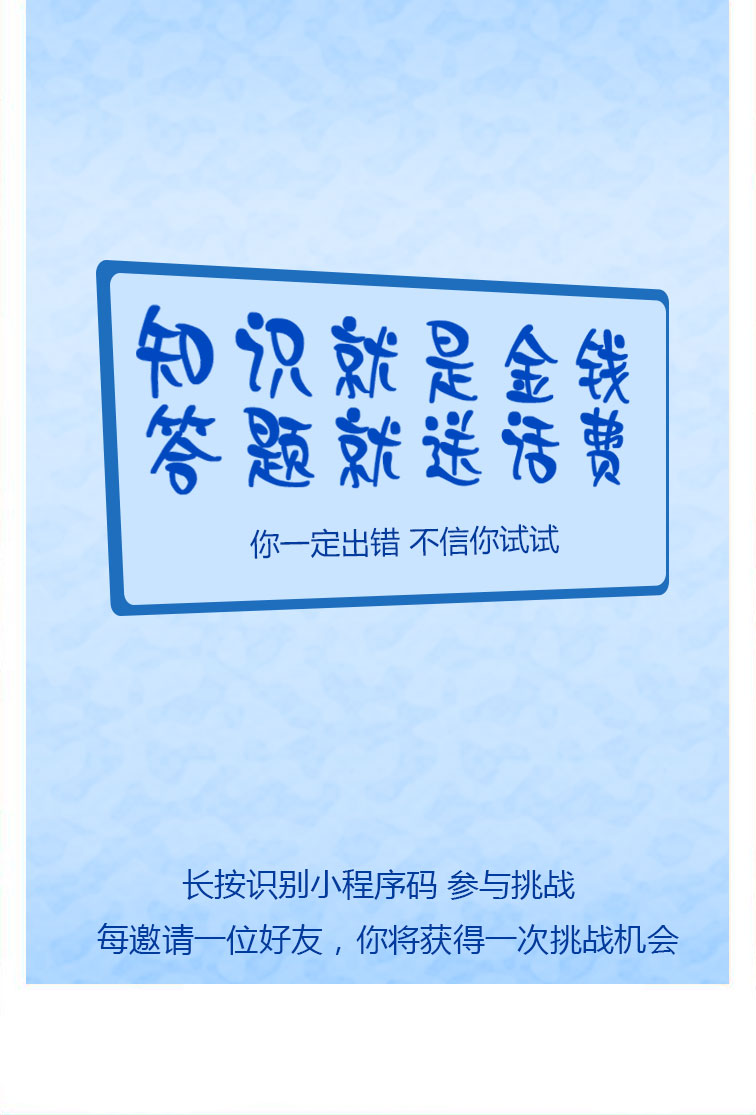 知识就是金钱
答题就送话费
你一定出错 不信你试试
长按识别小程序码 参与挑战
每邀请一位好友，你将获得一次挑战机会